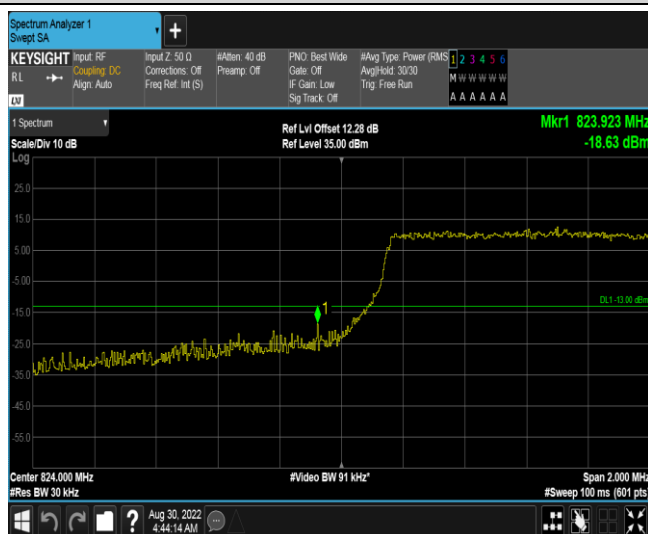 Spectrum Analyzer 1
Swept SA
KEYSIGHT
RL
LXI
Input: RF
Coupling: DC
Align: Auto
Input Z: 50 Ω
Corrections: Off
Freq Ref: Int (S)
#Atten: 40 dB
Preamp: Off
PNO: Best Wide
Gate: Off
IF Gain: Low
Sig Track: Off
#Avg Type: Power (RMS
Avg|Hold: 30/30
Trig: Free Run
1 2 3 4 5 6
M W W W W W
A A A A A A
1 Spectrum
Scale/Div 10 dB
Ref Lvl Offset 12.28 dB
Ref Level 35.00 dBm
Mkr1 823.923 MHz
-18.63 dBm
Log
25.0
15.0
5.00
-5.00
DL1 -13.00 dBm
1
-15.0
-25.0
-35.0
-45.0
-55.0
Center 824.000 MHz
#Video BW 91 kHz*
Span 2.000 MHz
#Res BW 30 kHz
#Sweep 100 ms (601 pts)
?
Aug 30, 2022
4:44:14 AM